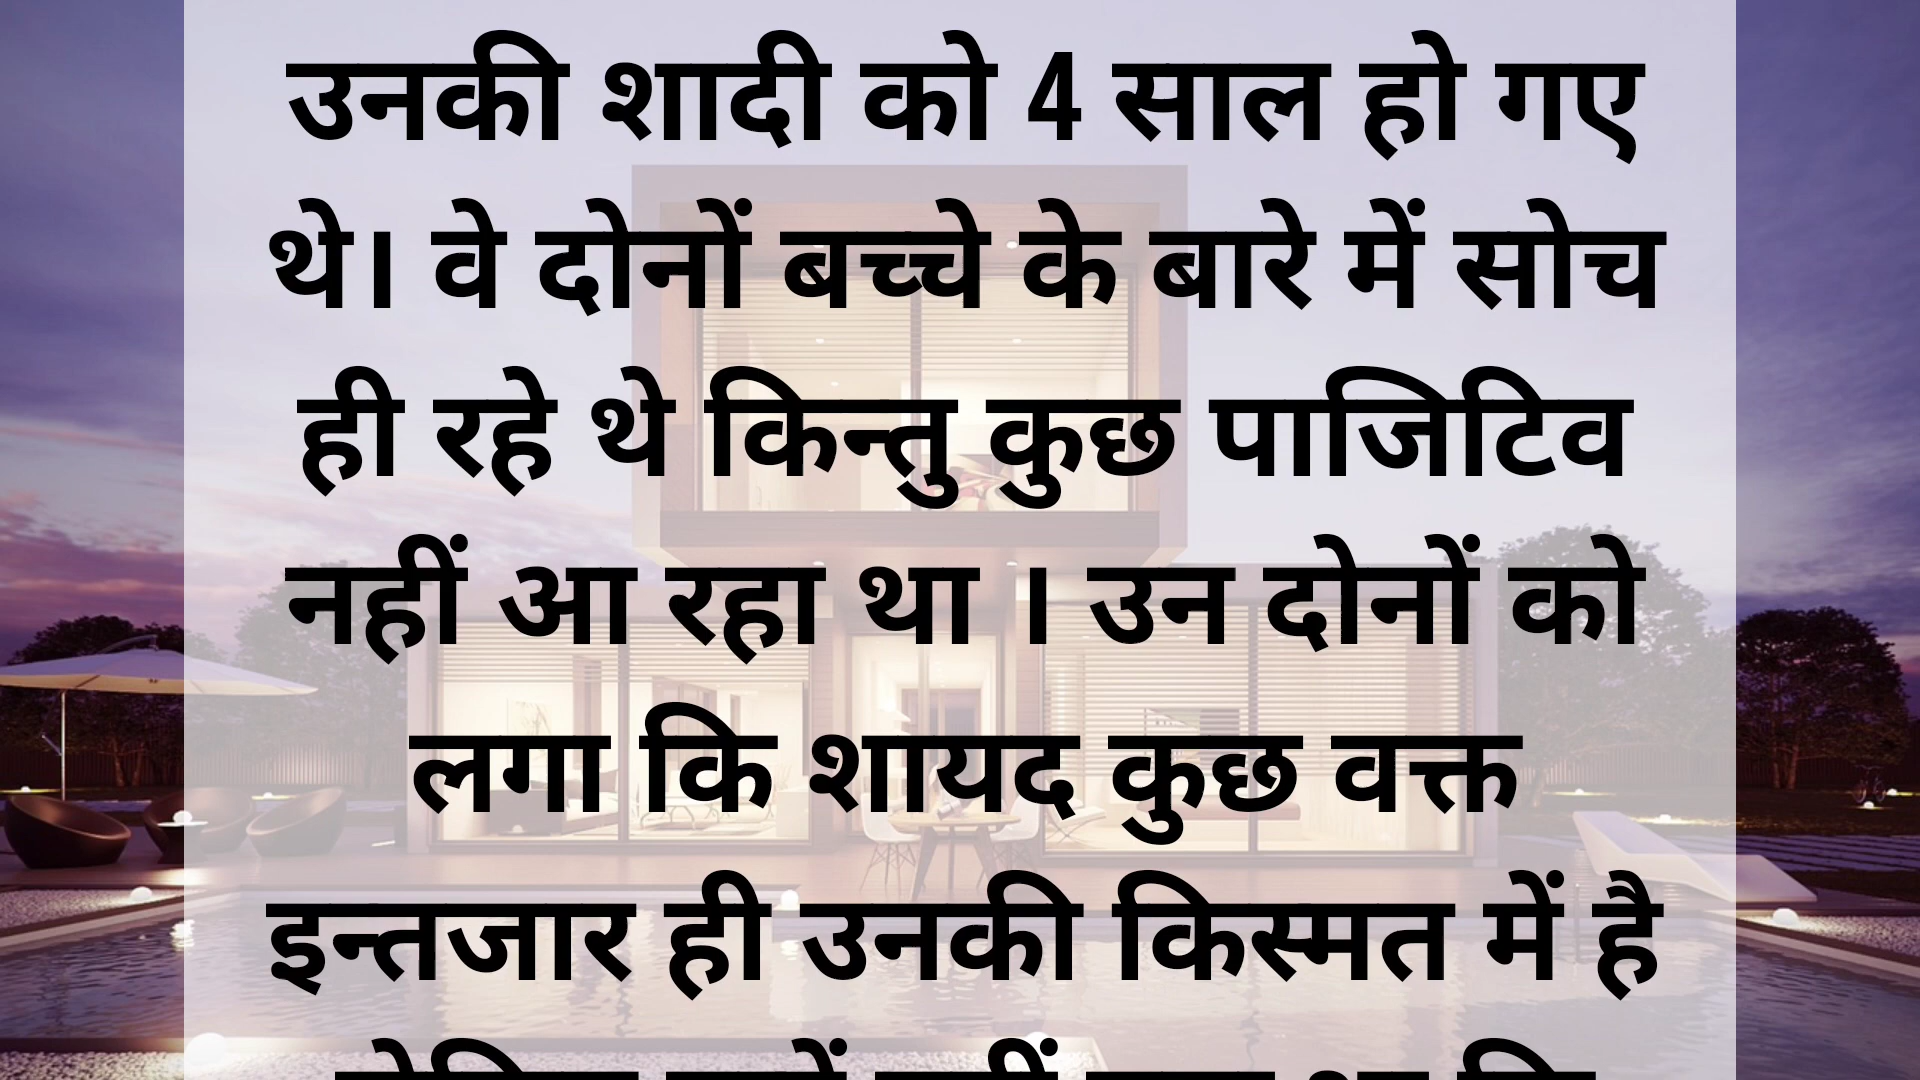 उनकी शादी को 4 साल हो गए
थे। वे दोनों बच्चे के बारे में सोच
ही रहे थे किन्तु कुछ पाजिटिव
नहीं आ रहा था । उन दोनों को
लगा कि शायद कुछ वक्त
इन्तजार ही उनकी किस्मत में है